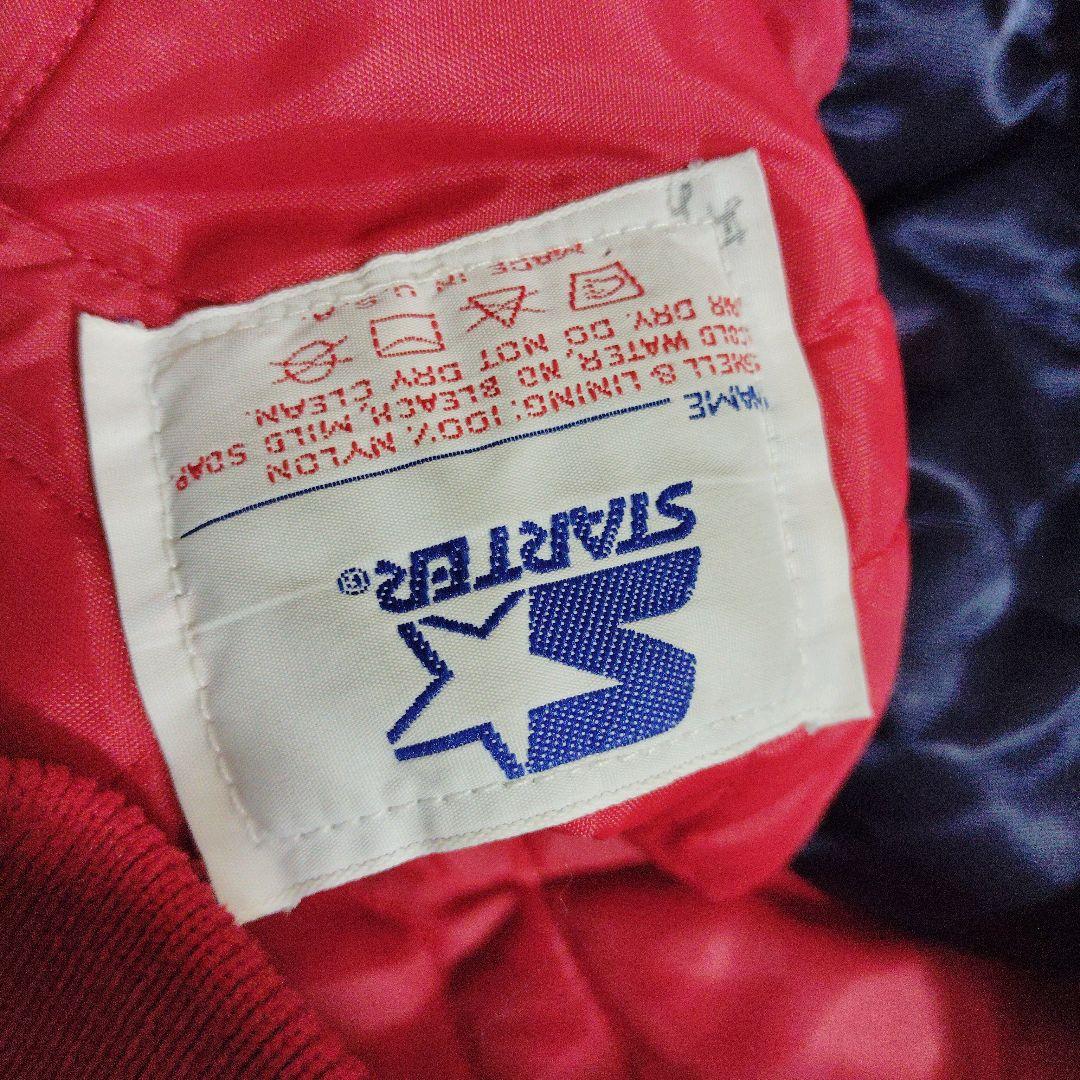 STARTER®
NAME
SHELL & LINING: 100% NYLON
COLD WATER, NO BLEACH, MILD SOAP.
AIR DRY. DO NOT DRY CLEAN.
MADE IN U.S.A.